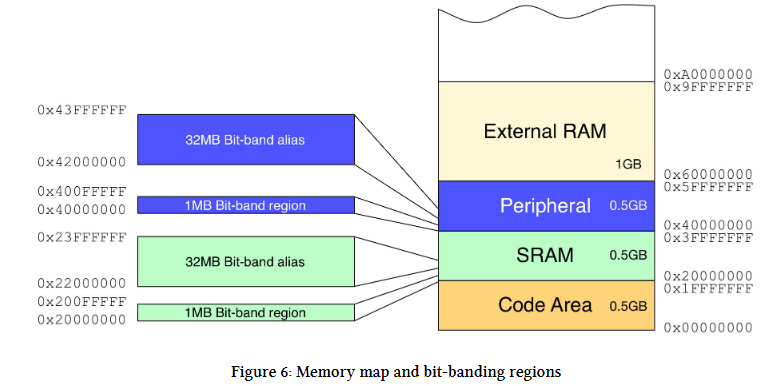 0x43FFFFFF
32MB Bit-band alias
0x42000000
0x400FFFFF
1MB Bit-band region
0x40000000
0x23FFFFFF
32MB Bit-band alias
0x22000000
0x200FFFFF
1MB Bit-band region
0x20000000
0xA0000000
0x9FFFFFFF
External RAM
1GB
0x60000000
0x5FFFFFFF
Peripheral 0.5GB
0x40000000
0x3FFFFFFF
SRAM 0.5GB
0x20000000
0x1FFFFFFF
Code Area 0.5GB
0x00000000
Figure 6: Memory map and bit-banding regions